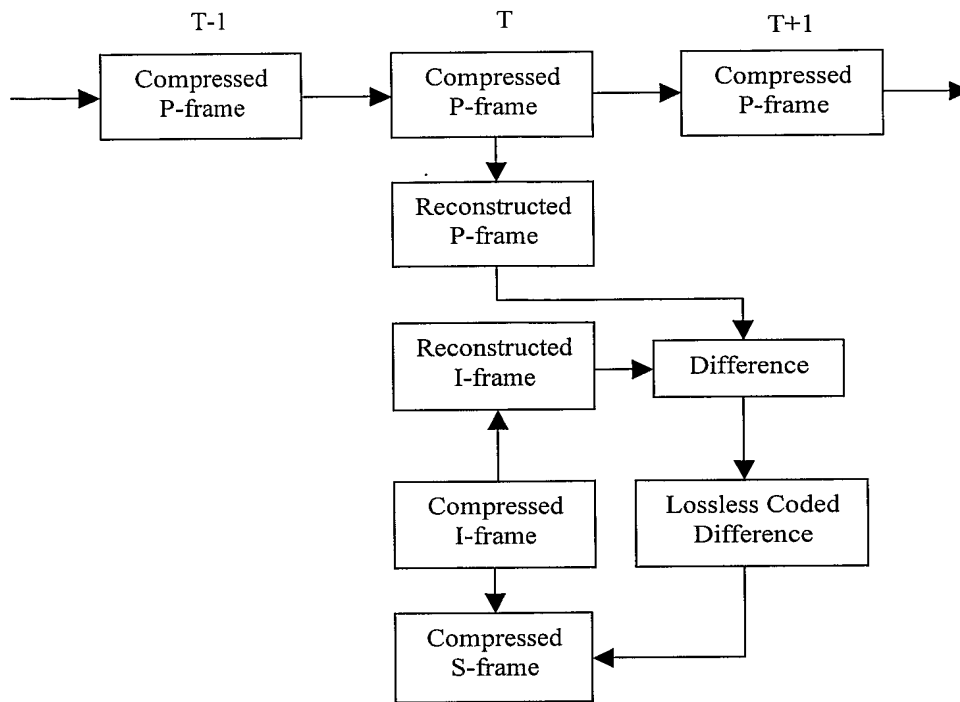 T-1
T
T+1
Compressed
P-frame
Compressed
P-frame
Compressed
P-frame
Reconstructed
P-frame
Reconstructed
I-frame
Difference
Compressed
I-frame
Lossless Coded
Difference
Compressed
S-frame